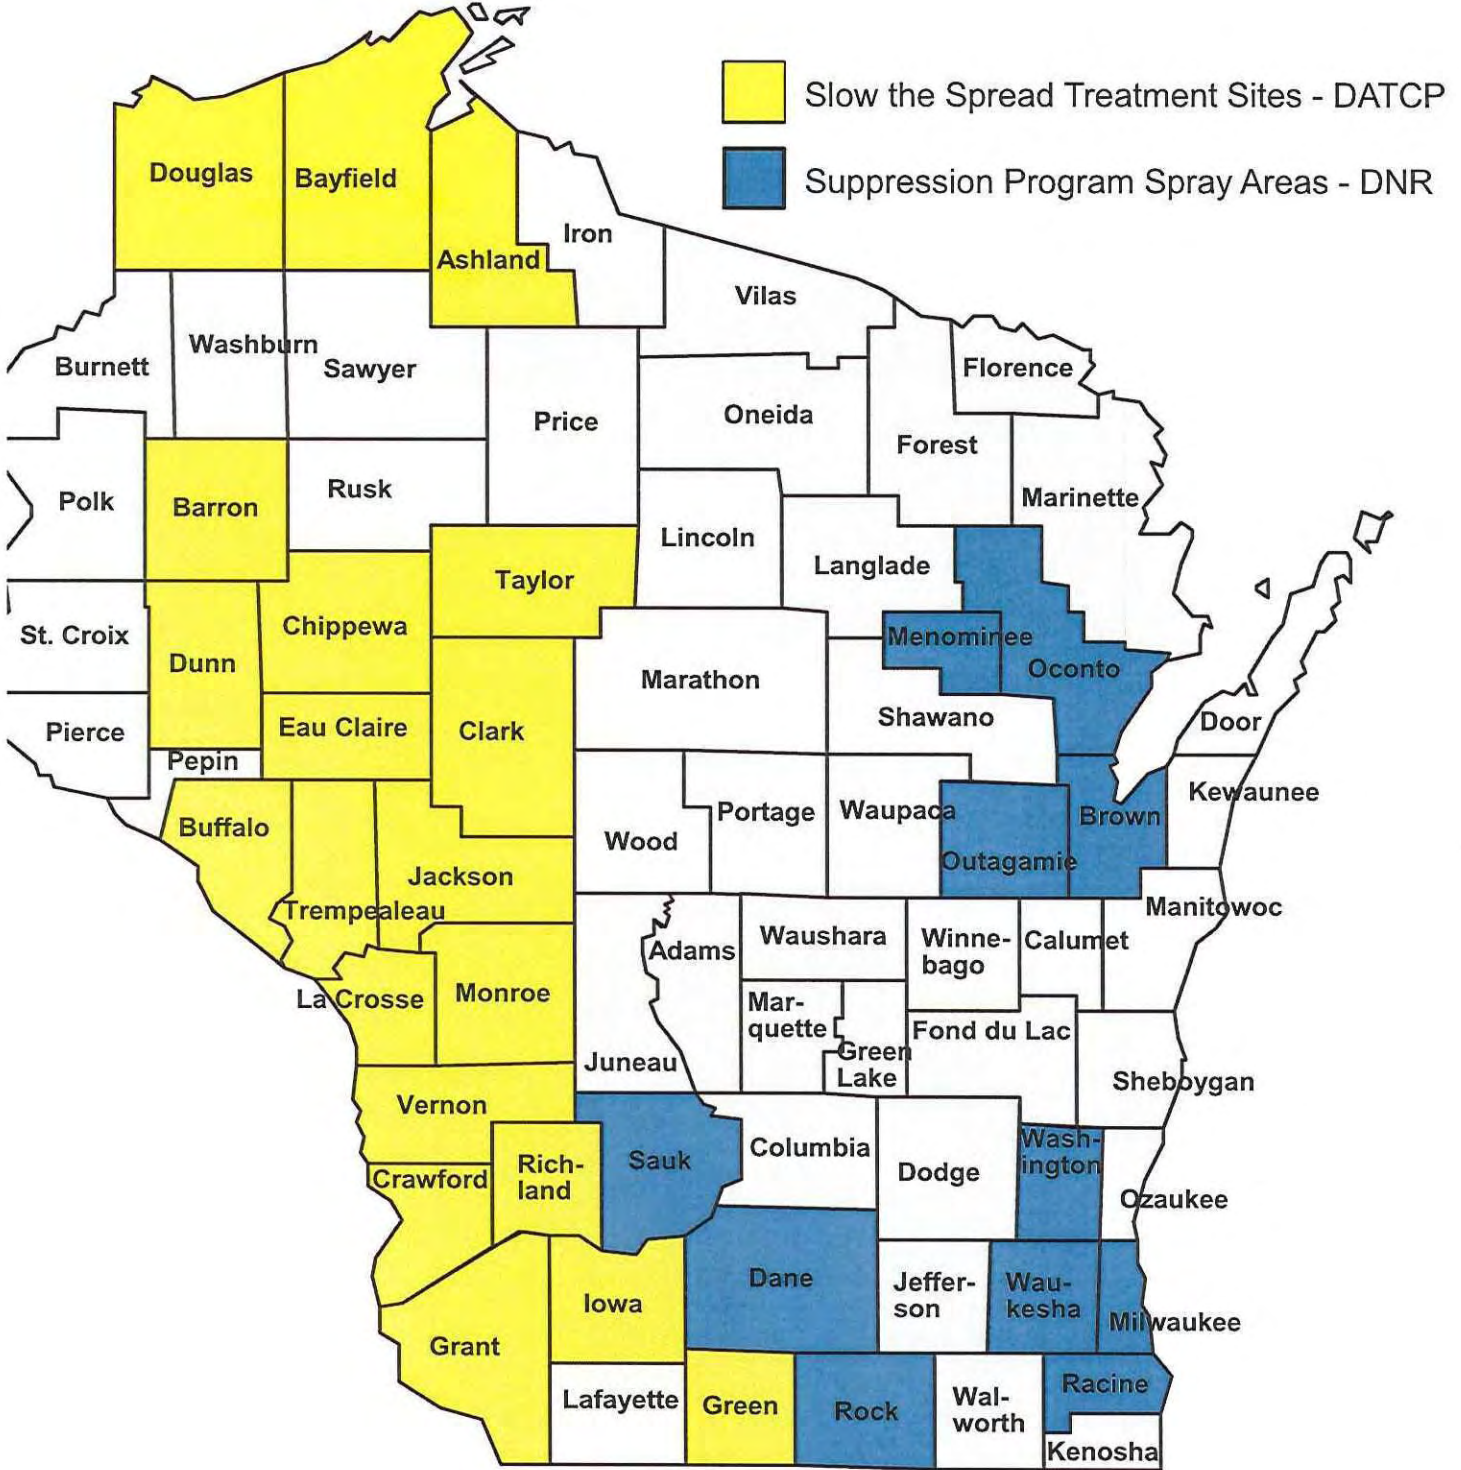 Slow the Spread Treatment Sites - DATCP
Suppression Program Spray Areas - DNR
Douglas
Bayfield
Ashland
Iron
Vilas
Burnett
Washburn
Sawyer
Price
Oneida
Florence
Forest
Marinette
Polk
Barron
Rusk
Lincoln
Langlade
Taylor
St. Croix
Dunn
Chippewa
Marathon
Menominee
Oconto
Shawano
Door
Pierce
Pepin
Eau Claire
Clark
Buffalo
Trempealeau
Jackson
Wood
Portage
Waupaca
Outagamie
Brown
Kewaunee
Manitowoc
La Crosse
Monroe
Juneau
Adams
Waushara
Winne-
bago
Calumet
Mar-
quette
Green
Lake
Fond du Lac
Sheboygan
Vernon
Crawford
Rich-
land
Sauk
Columbia
Dodge
Wash-
ington
Ozaukee
Grant
Iowa
Dane
Jeffer-
son
Wau-
kesha
Milwaukee
Lafayette
Green
Rock
Wal-
worth
Racine
Kenosha